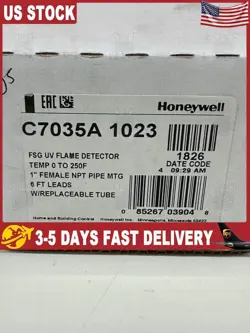 US STOCK
EAC
Honeywell
C7035A 1023
FSG UV FLAME DETECTOR
TEMP 0 TO 250F
1" FEMALE NPT PIPE MTG
6 FT LEADS
W/REPLACEABLE TUBE
1826
DATE CODE
4 09:29 AM
0 85267 03904 8
3-5 DAYS FAST DELIVERY